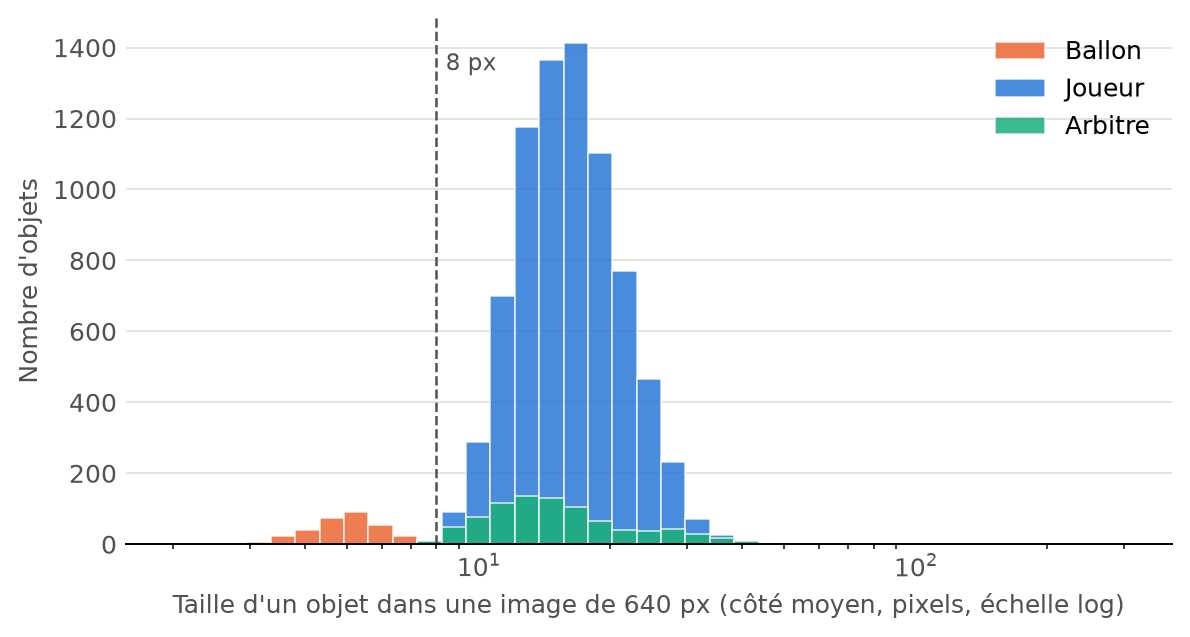 1400
1200
1000
800
600
400
200
0
Nombre d'objets
8 px
Ballon
Joueur
Arbitre
10¹
10²
Taille d'un objet dans une image de 640 px (côté moyen, pixels, échelle log)